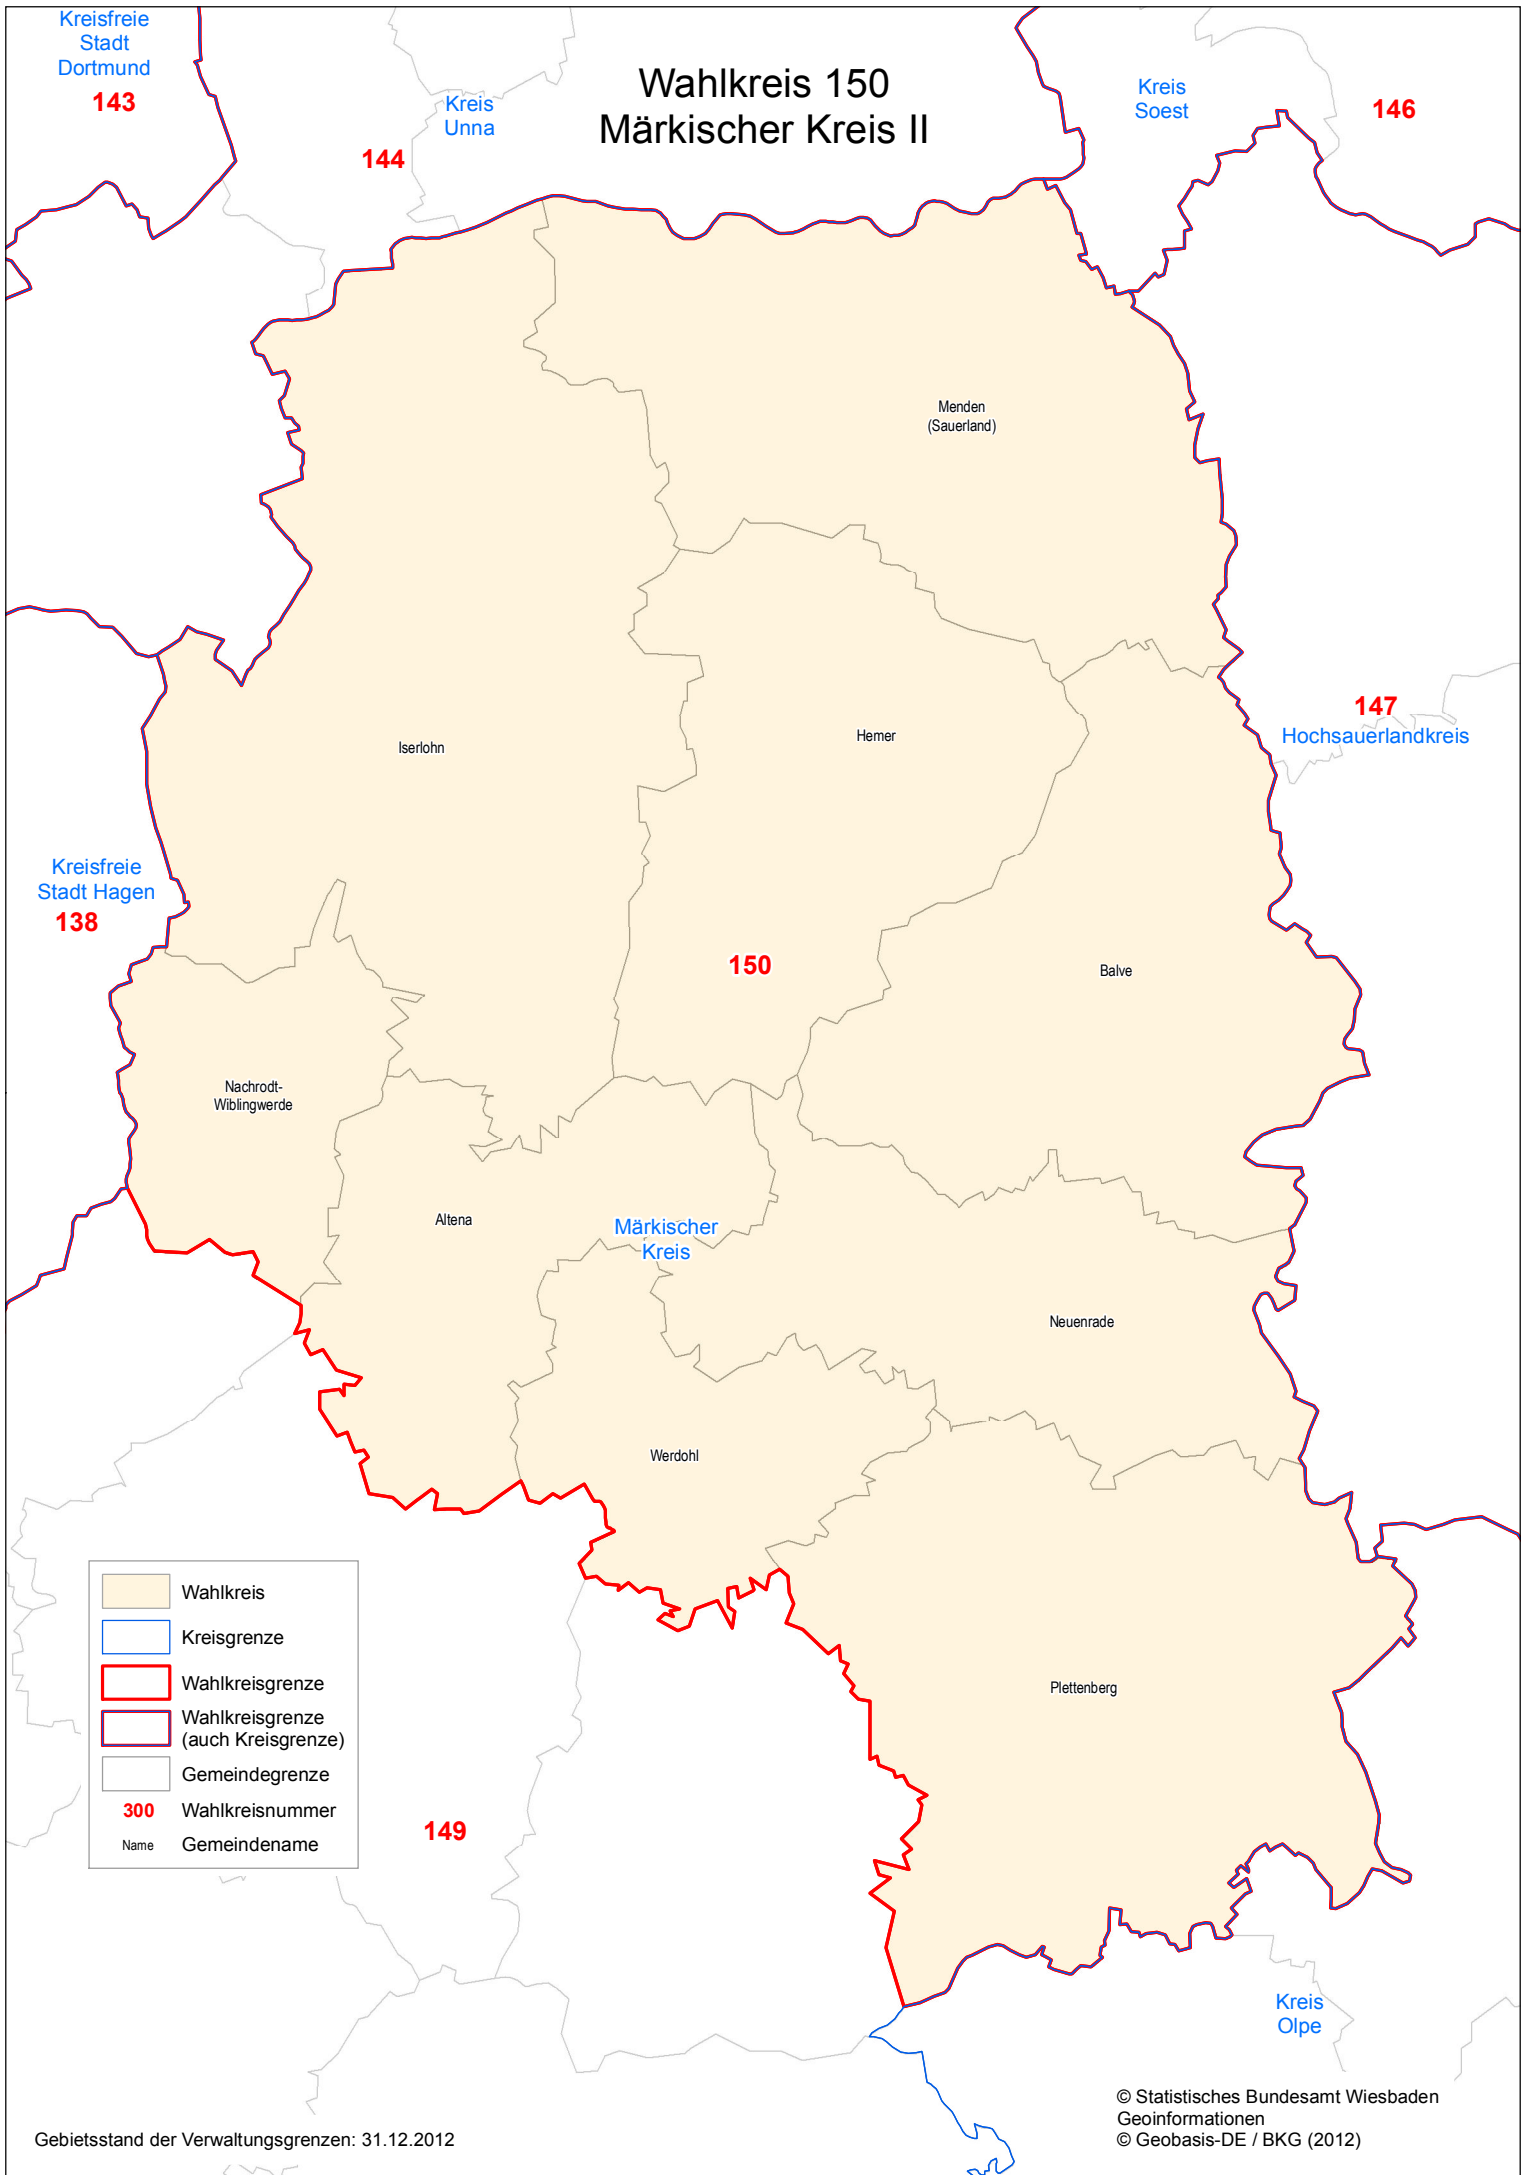 Wahlkreis 150
Märkischer Kreis II
Kreisfreie
Stadt
Dortmund
143
Kreis
Unna
144
Kreis
Soest
146
Menden
(Sauerland)
147
Hochsauerlandkreis
Iserlohn
Hemer
Kreisfreie
Stadt Hagen
138
150
Balve
Nachrodt-
Wiblingwerde
Altena
Märkischer
Kreis
Neuenrade
Werdohl
Plettenberg
Wahlkreis
Kreisgrenze
Wahlkreisgrenze
Wahlkreisgrenze
(auch Kreisgrenze)
Gemeindegrenze
300 Wahlkreisnummer
Name Gemeindename
149
Kreis
Olpe
Gebietsstand der Verwaltungsgrenzen: 31.12.2012
© Statistisches Bundesamt Wiesbaden
Geoinformationen
© Geobasis-DE / BKG (2012)